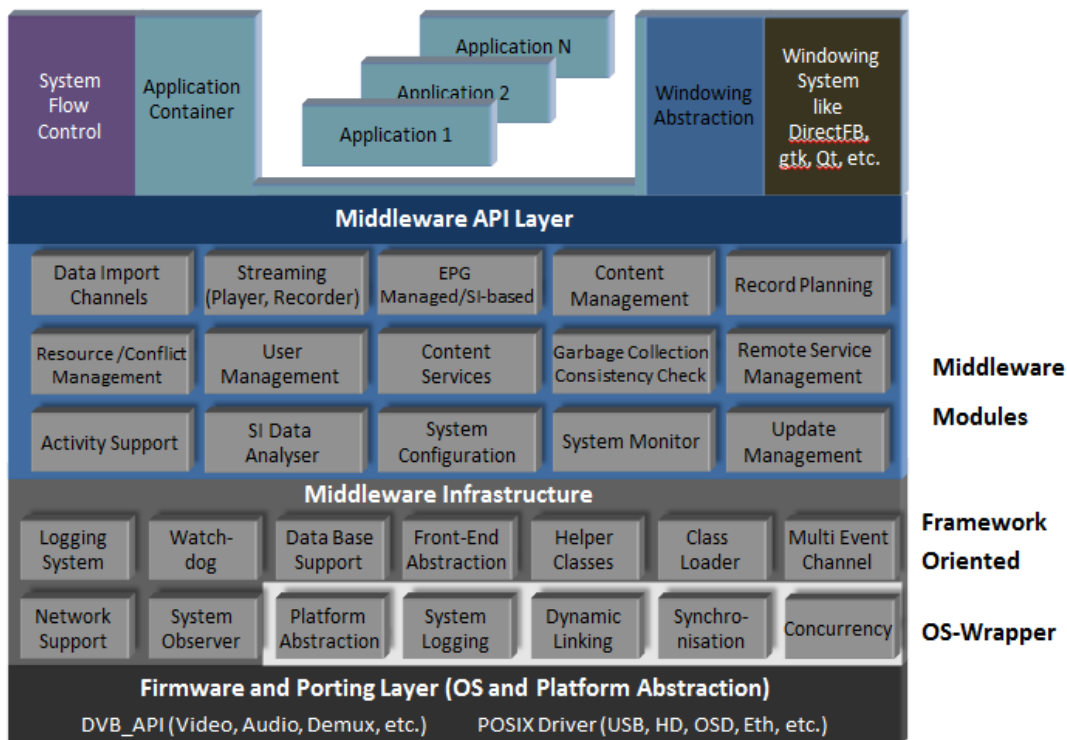 System
Flow
Control
Application
Container
Application N
Application 2
Application 1
Windowing
Abstraction
Windowing
System
like
DirectFB,
gtk, Qt, etc.
Middleware API Layer
Data Import
Channels
Streaming
(Player, Recorder)
EPG
Managed/SI-based
Content
Management
Record Planning
Resource /Conflict
Management
User
Management
Content
Services
Garbage Collection
Consistency Check
Remote Service
Management
Activity Support
SI Data
Analyser
System
Configuration
System Monitor
Update
Management
Middleware
Modules
Middleware Infrastructure
Logging
System
Watch-
dog
Data Base
Support
Front-End
Abstraction
Helper
Classes
Class
Loader
Multi Event
Channel
Framework
Oriented
Network
Support
System
Observer
Platform
Abstraction
System
Logging
Dynamic
Linking
Synchro-
nisation
Concurrency
OS-Wrapper
Firmware and Porting Layer (OS and Platform Abstraction)
DVB_API (Video, Audio, Demux, etc.)
POSIX Driver (USB, HD, OSD, Eth, etc.)